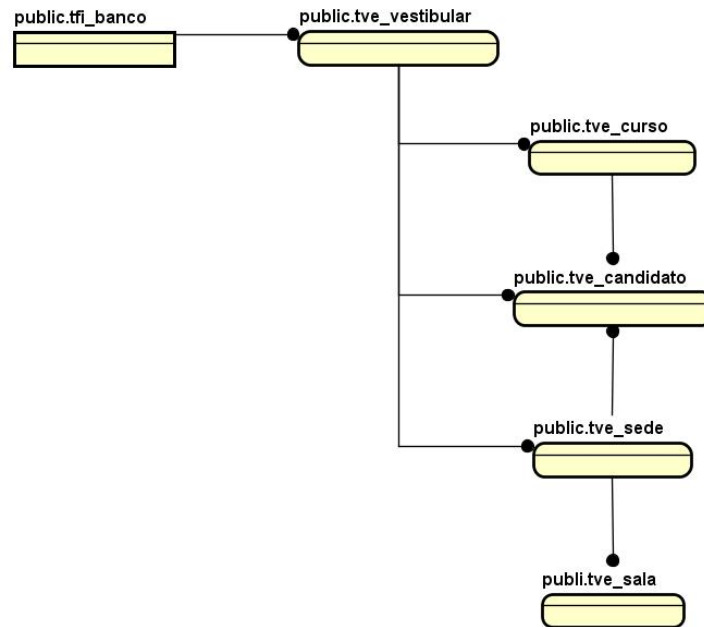 public.tfi_banco
public.tve_vestibular
public.tve_curso
public.tve_candidato
public.tve_sede
publi.tve_sala